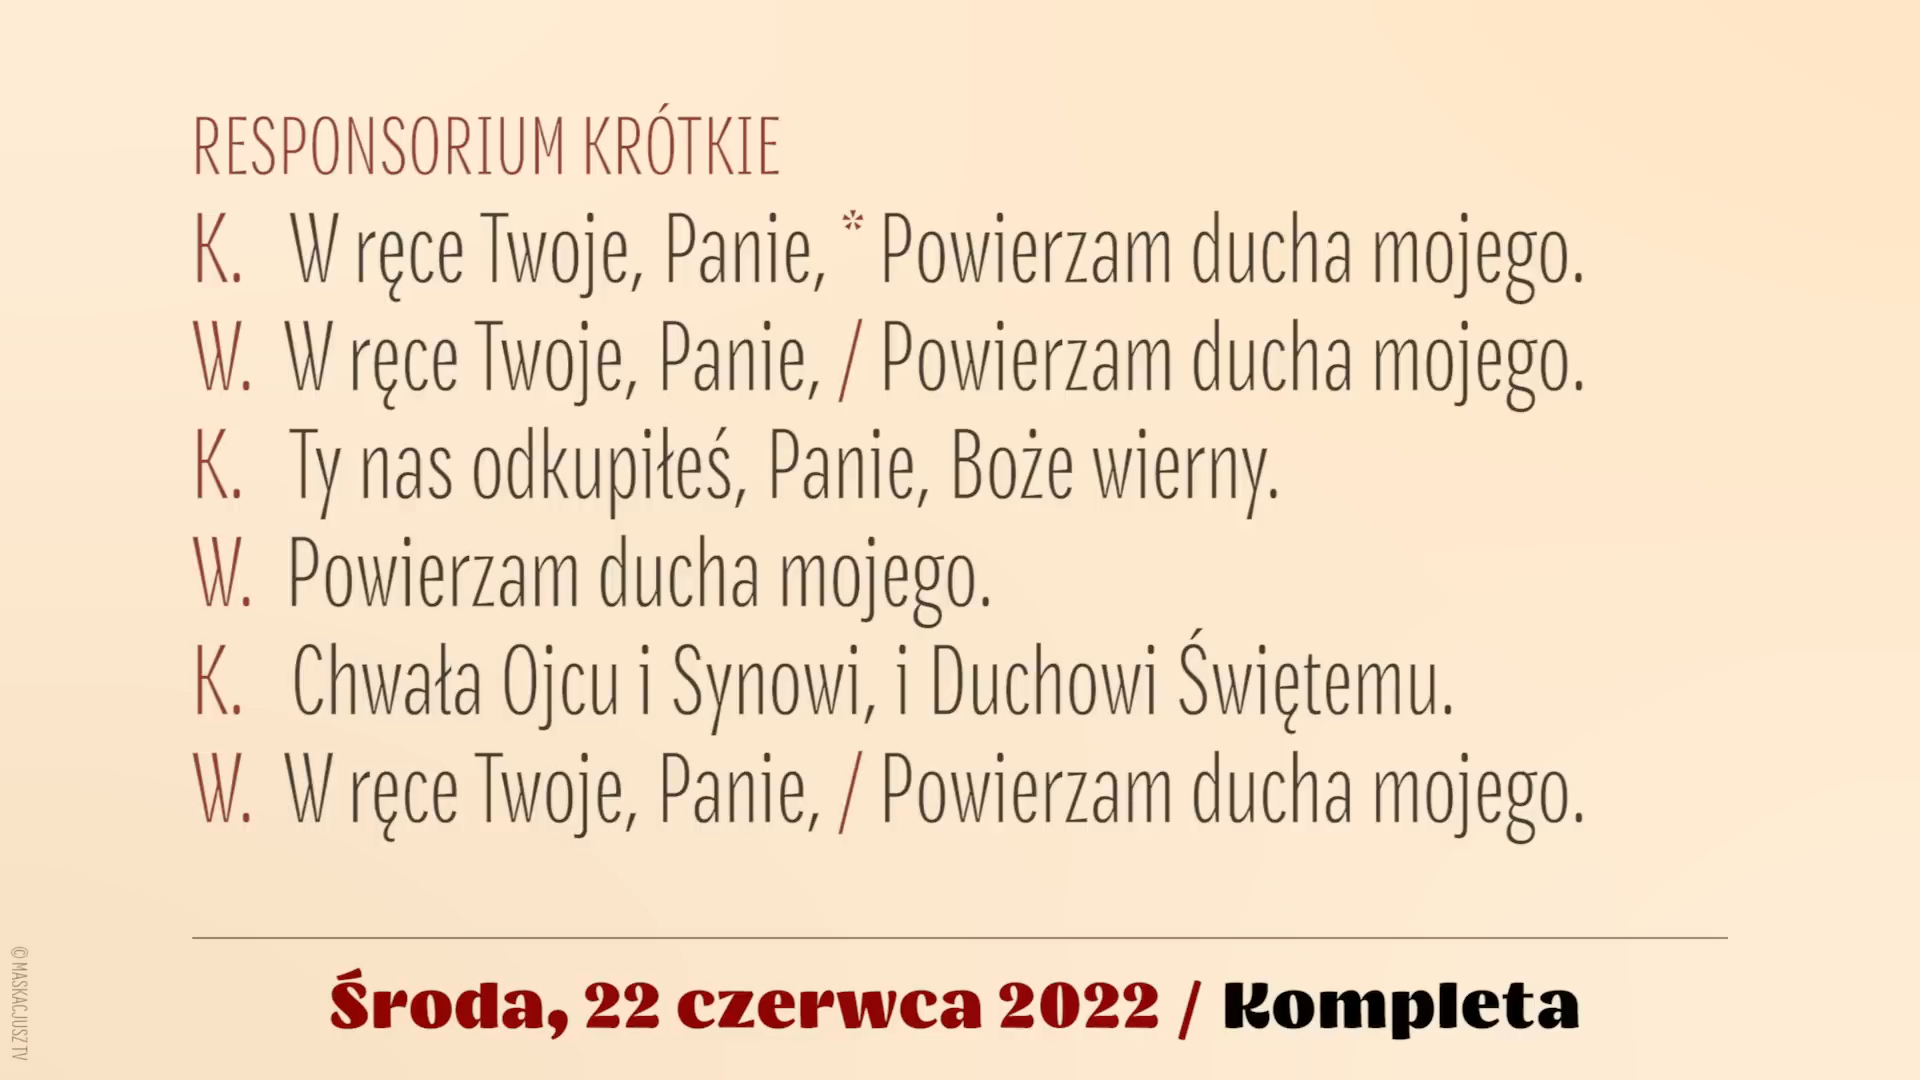 RESPONSORIUM KRÓTKIE
K. W ręce Twoje, Panie, * Powierzam ducha mojego.
W. W ręce Twoje, Panie, / Powierzam ducha mojego.
K. Ty nas odkupiłeś, Panie, Boże wierny.
W. Powierzam ducha mojego.
K. Chwała Ojcu i Synowi, i Duchowi Świętemu.
W. W ręce Twoje, Panie, / Powierzam ducha mojego.
Środa, 22 czerwca 2022 / Kompleta
© MASKACJUSZ TV